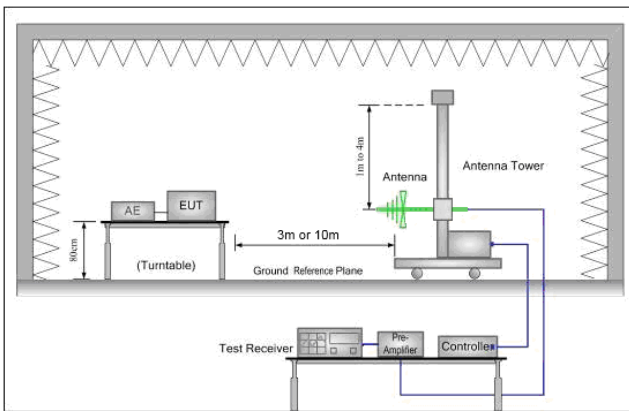 1m to 4m
Antenna
Antenna Tower
AE
EUT
80cm
3m or 10m
(Turntable)
Ground Reference Plane
Test Receiver
Pre-
Amplifier
Controller